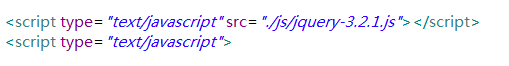 <script type="text/javascript" src="./js/jquery-3.2.1.js"></script>
<script type="text/javascript">